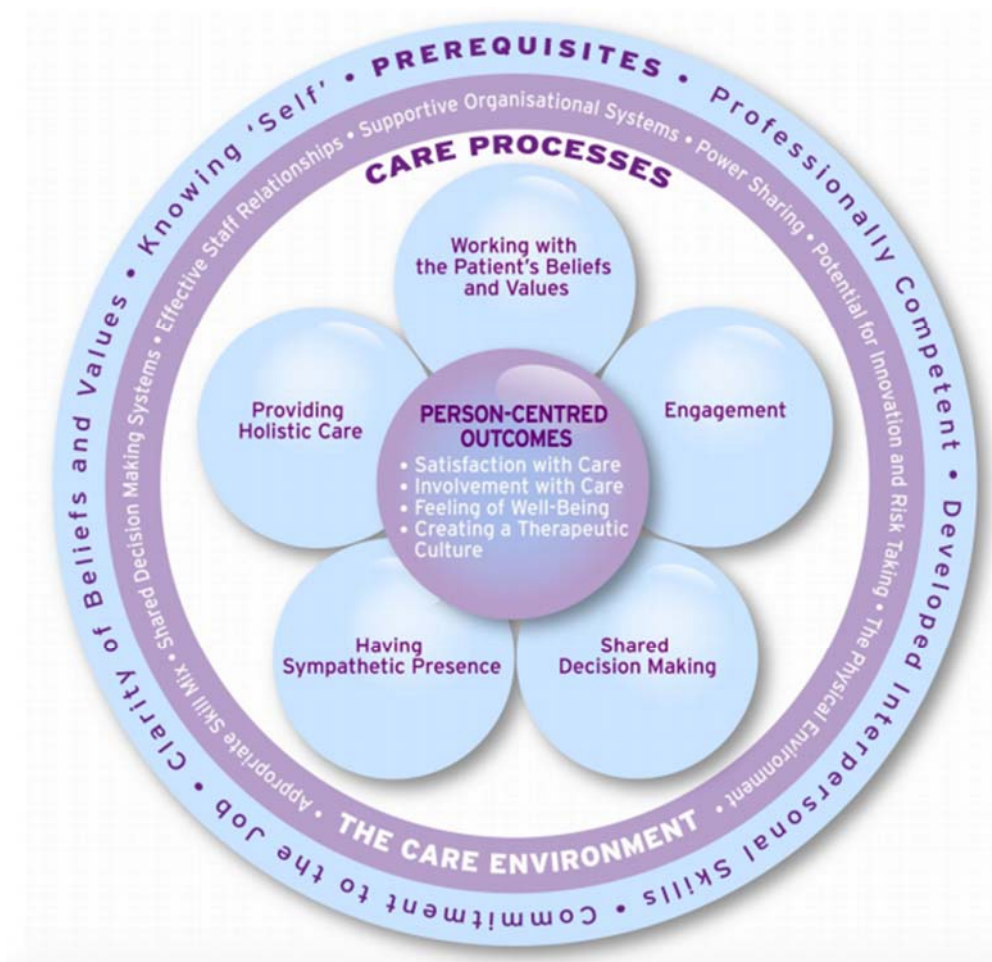 PREREQUISITES • Professionally Competent • Developed Interpersonal Skills • Commitment to the Job • Clarity of Beliefs and Values • Knowing 'Self' •
THE CARE ENVIRONMENT • Appropriate Skill Mix • Shared Decision Making Systems • Effective Staff Relationships • Supportive Organisational Systems • Power Sharing • Potential for Innovation and Risk Taking • The Physical Environment •
CARE PROCESSES
Working with
the Patient's Beliefs
and Values
Engagement
Shared
Decision Making
Having
Sympathetic Presence
Providing
Holistic Care
PERSON-CENTRED
OUTCOMES
• Satisfaction with Care
• Involvement with Care
• Feeling of Well-Being
• Creating a Therapeutic
Culture